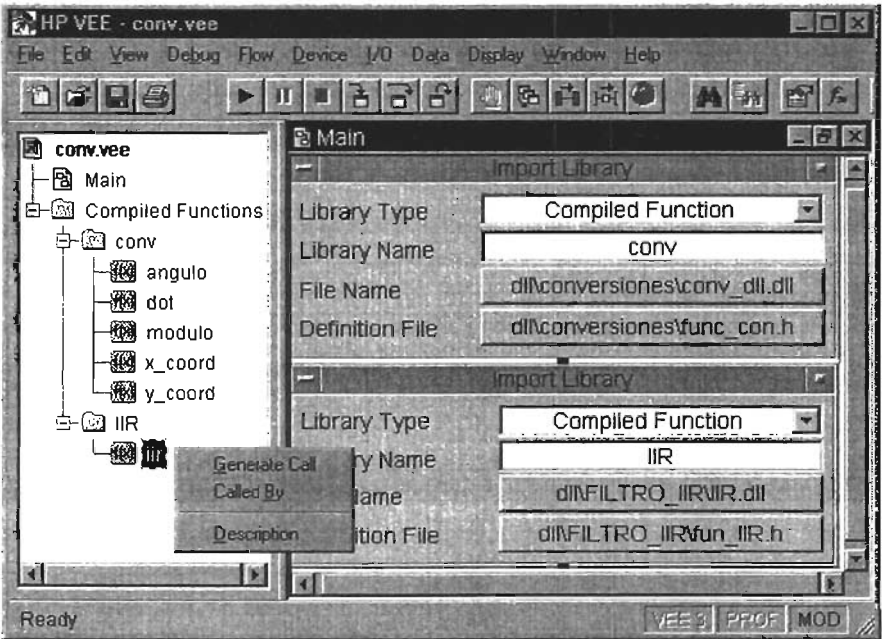 HP VEE - conv.vee
File Edit View Debug Flow Device I/O Data Display Window Help
conv.vee
Main
Compiled Functions
conv
angulo
dot
modulo
x_coord
y_coord
IIR
Main
Import Library
Library Type Compiled Function
Library Name conv
File Name dll\conversiones\conv_dll.dll
Definition File dll\conversiones\func_con.h
Import Library
Library Type Compiled Function
ry Name IIR
ame dll\FILTRO_IIR\IIR.dll
ition File dll\FILTRO_IIR\fun_IIR.h
Generate Call
Called By
Description
Ready VEE 3 PROF MOD